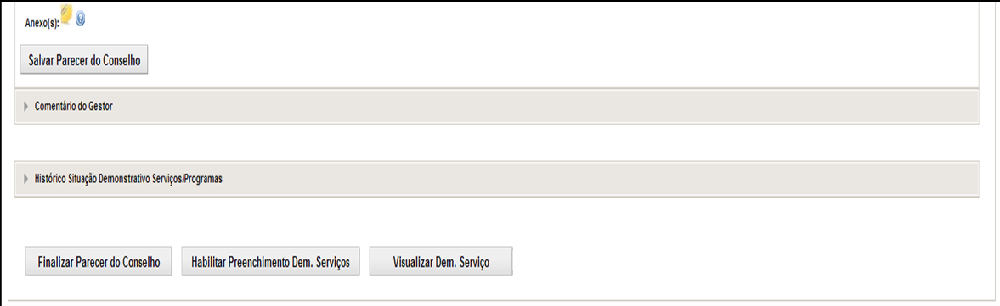 Anexo(s):
Salvar Parecer do Conselho
Comentário do Gestor
Histórico Situação Demonstrativo Serviços/Programas
Finalizar Parecer do Conselho Habilitar Preenchimento Dem. Serviços Visualizar Dem. Serviço